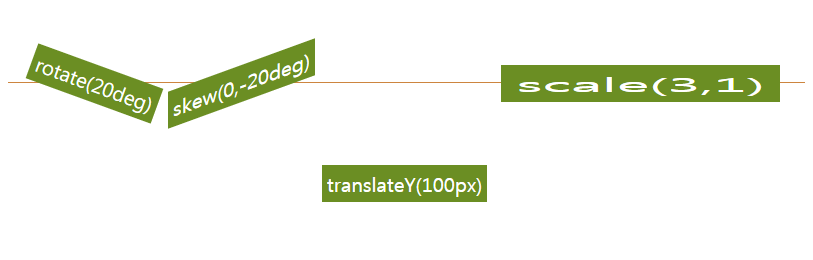 rotate(20deg)
skew(0,-20deg)
scale(3,1)
translateY(100px)